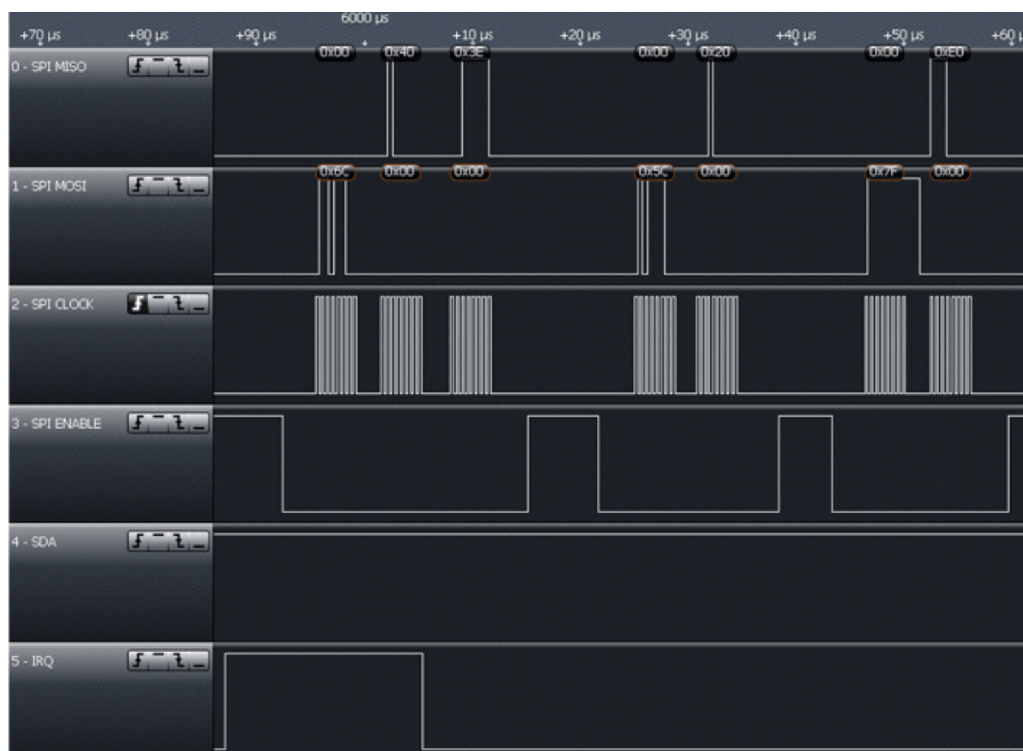 6000 µs
+70 µs +80 µs +90 µs +10 µs +20 µs +30 µs +40 µs +50 µs +60 µ
0x00 0x40 0x3E 0x00 0x20 0x00 0xE0
0 - SPI MISO
0x6C 0x00 0x00 0x5C 0x00 0x7F 0x00
1 - SPI MOSI
2 - SPI CLOCK
3 - SPI ENABLE
4 - SDA
5 - IRQ